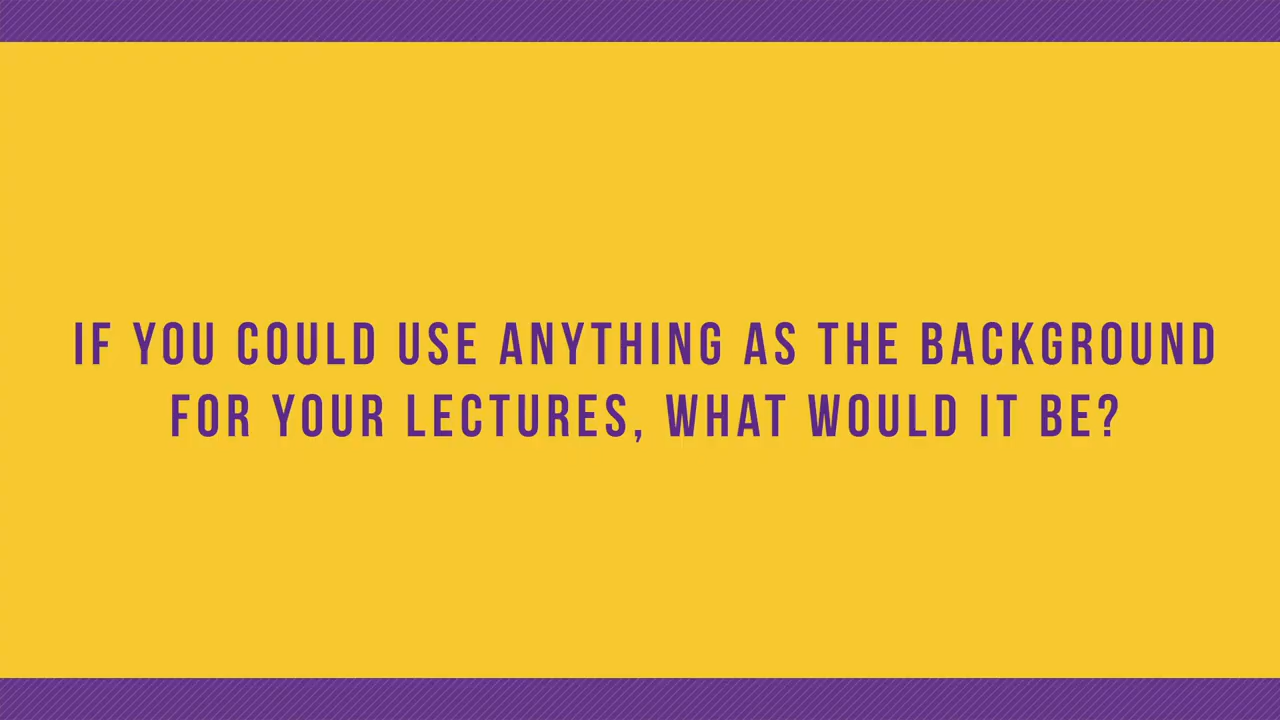 IF YOU COULD USE ANYTHING AS THE BACKGROUND
FOR YOUR LECTURES, WHAT WOULD IT BE?